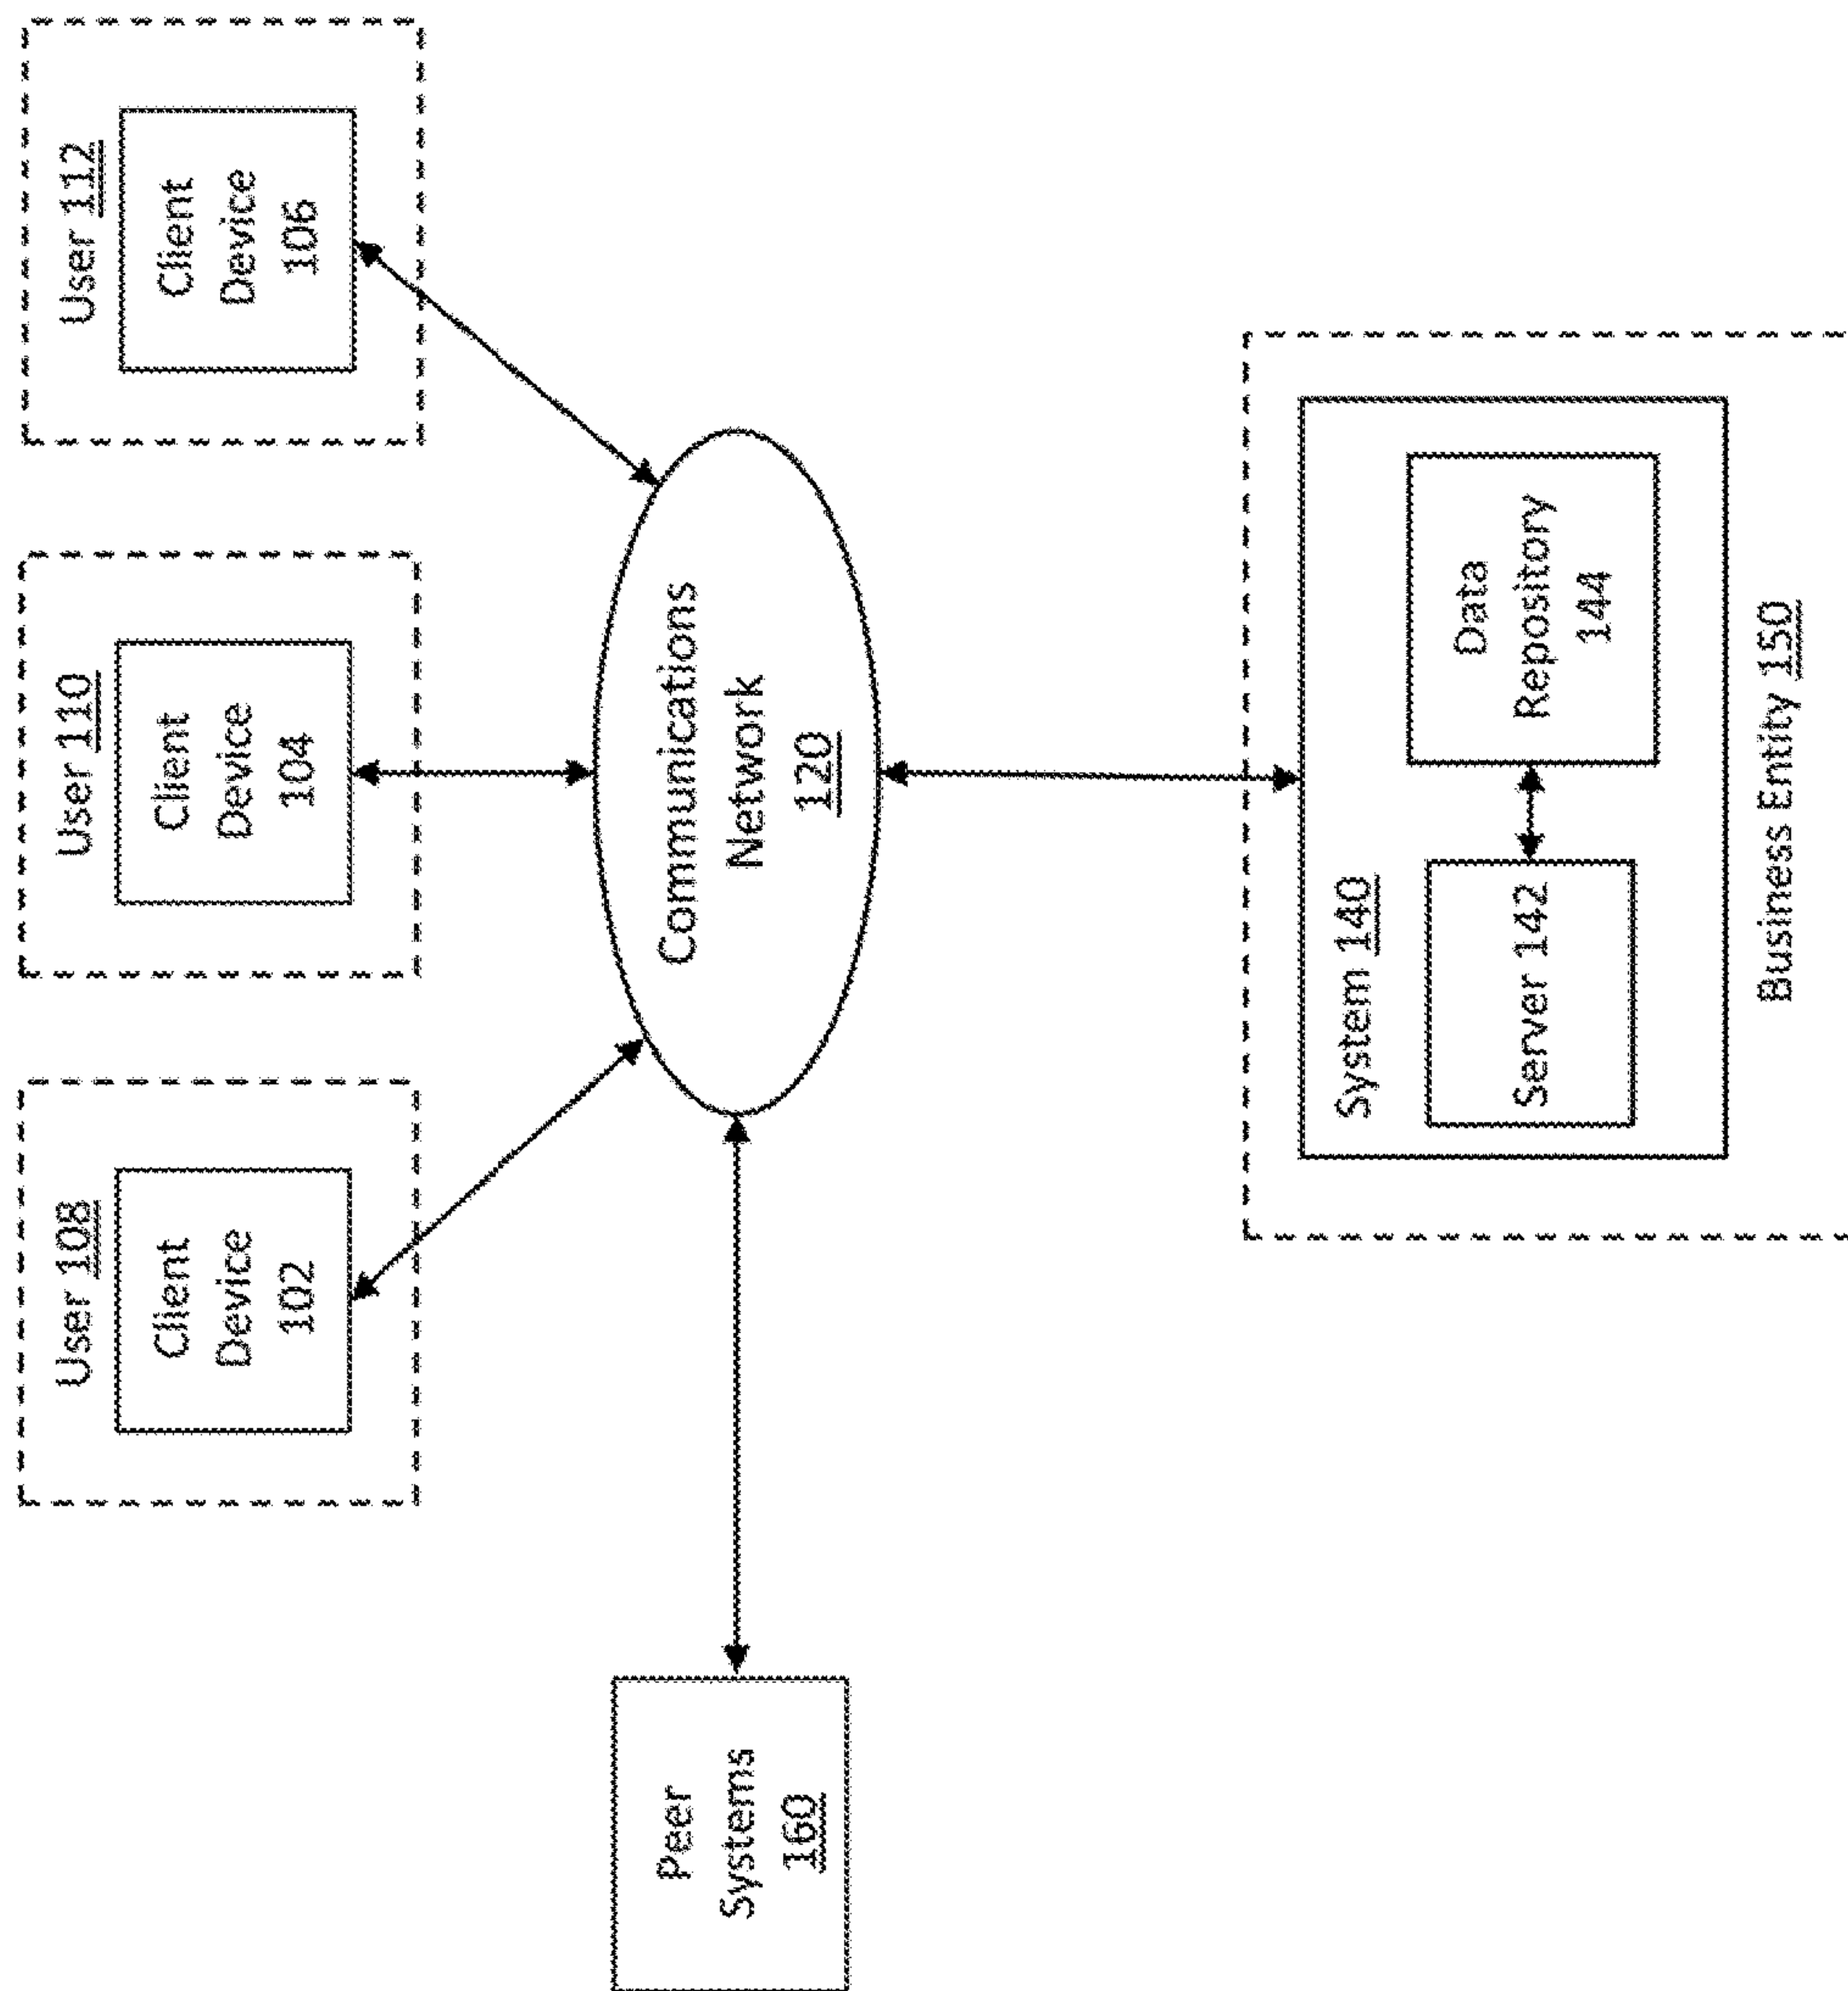 User 108
Client
Device
102
User 110
Client
Device
104
User 112
Client
Device
106
Communications
Network
120
Peer
Systems
160
System 140
Server 142
Data
Repository
144
Business Entity 150